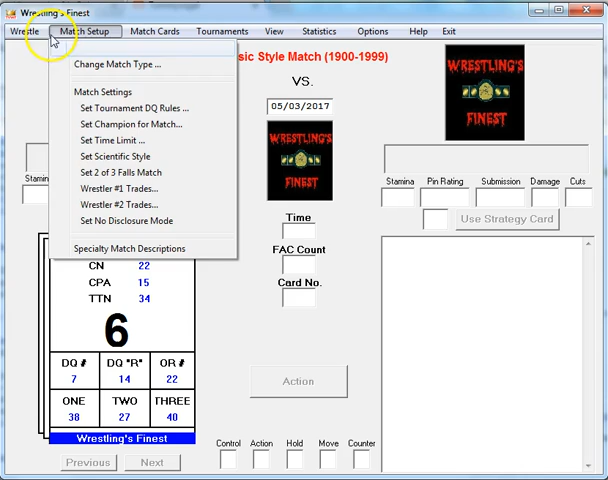 Wrestling's Finest
Wrestle Match Setup Match Cards Tournaments View Statistics Options Help Exit
sic Style Match (1900-1999)
Change Match Type ...
VS.
Match Settings
Set Tournament DQ Rules ...
05/03/2017
Set Champion for Match...
Set Time Limit ...
Set Scientific Style
Set 2 of 3 Falls Match
Wrestler #1 Trades...
Wrestler #2 Trades...
Set No Disclosure Mode
Specialty Match Descriptions
WRESTLING'S
FINEST
WRESTLING'S
FINEST
Stamin
Stamina Pin Rating Submission Damage Cuts
Use Strategy Card
Time
FAC Count
Card No.
CN 22
CPA 15
TTN 34
6
DQ # DQ "R" OR #
7 14 22
ONE TWO THREE
38 27 40
Wrestling's Finest
Previous Next
Action
Control Action Hold Move Counter